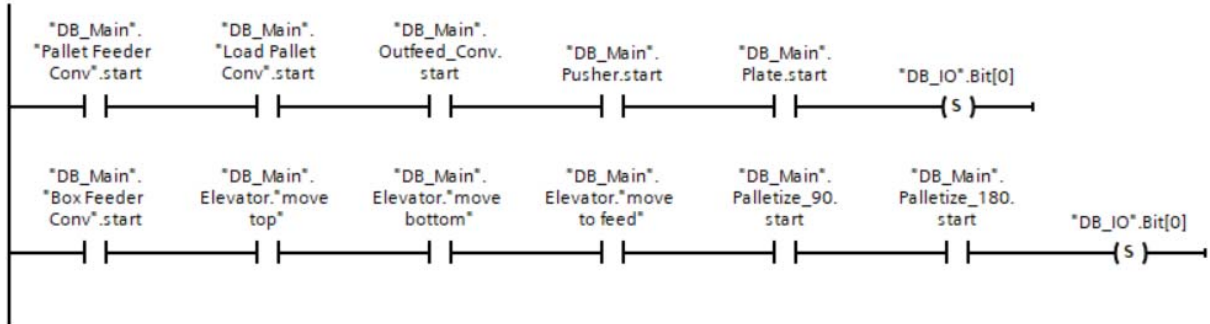 "DB_Main".
"Pallet Feeder
Conv".start
"DB_Main".
"Load Pallet
Conv".start
"DB_Main".
Outfeed_Conv.
start
"DB_Main".
Pusher.start
"DB_Main".
Plate.start
"DB_IO".Bit[0]
S
"DB_Main".
"Box Feeder
Conv".start
"DB_Main".
Elevator."move
top"
"DB_Main".
Elevator."move
bottom"
"DB_Main".
Elevator."move
to feed"
"DB_Main".
Palletize_90.
start
"DB_Main".
Palletize_180.
start
"DB_IO".Bit[0]
S